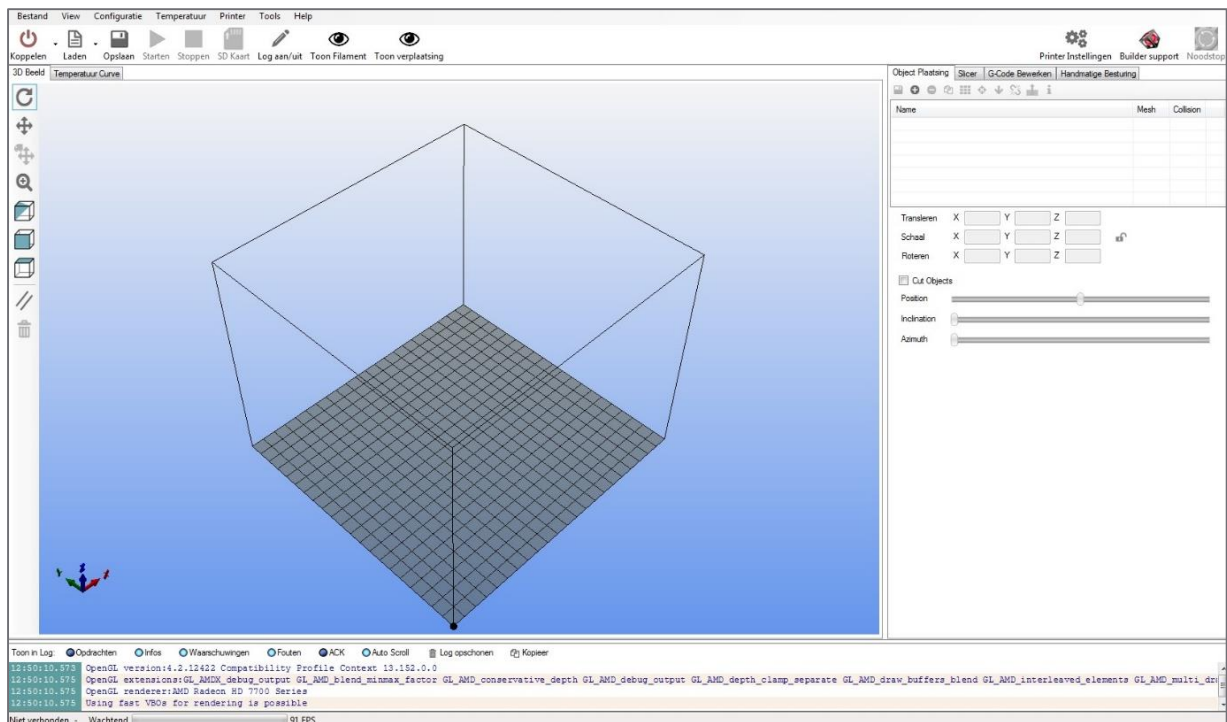 Bestand View Configuratie Temperatuur Printer Tools Help
Koppelen Laden Opslaan Starten Stoppen SD Kaart Log aan/uit Toon Filament Toon verplaatsing Printer Instellingen Builder support Noodstop
3D Beeld Temperatuur Curve
Object Plaatsing Slicer G-Code Bewerken Handmatige Besturing
Name Mesh Collision
Transleren X Y Z
Schaal X Y Z
Roteren X Y Z
Cut Objects
Position
Inclination
Azimuth
Toon in Log: Opdrachten Infos Waarschuwingen Fouten ACK Auto Scroll Log opschonen Kopieer
12:50:10.573 OpenGL version:4.2.12422 Compatibility Profile Context 13.152.0.0
12:50:10.575 OpenGL extensions:GL_AMDX_debug_output GL_AMD_blend_minmax_factor GL_AMD_conservative_depth GL_AMD_debug_output GL_AMD_depth_clamp_separate GL_AMD_draw_buffers_blend GL_AMD_interleaved_elements
12:50:10.575 OpenGL renderer:AMD Radeon HD 7700 Series
12:50:10.575 Using fast VBOs for rendering is possible
Niet verbonden - Wachtend 91 FPS